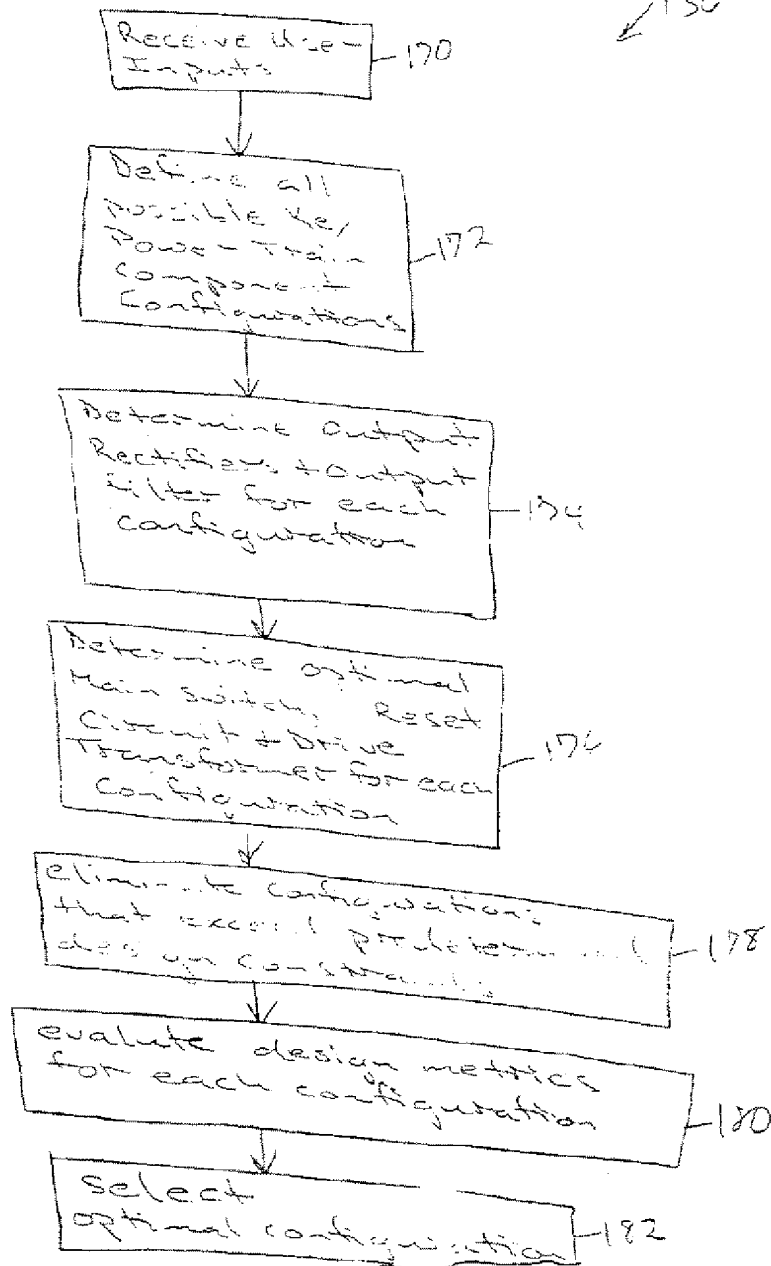 136
Receive Use-
Inputs
170
Define all
possible Key
Power-Train
component
Configurations
172
Determine Output
Rectifiers + Output
filter for each
configuration
174
Determine optimal
Main switch, Reset
Circuit + Drive
Transformer for each
Configuration
176
eliminate configurations
that exceed predetermined
design constraints
178
evaluate design metrics
for each configuration
180
select
optimal configuration
182